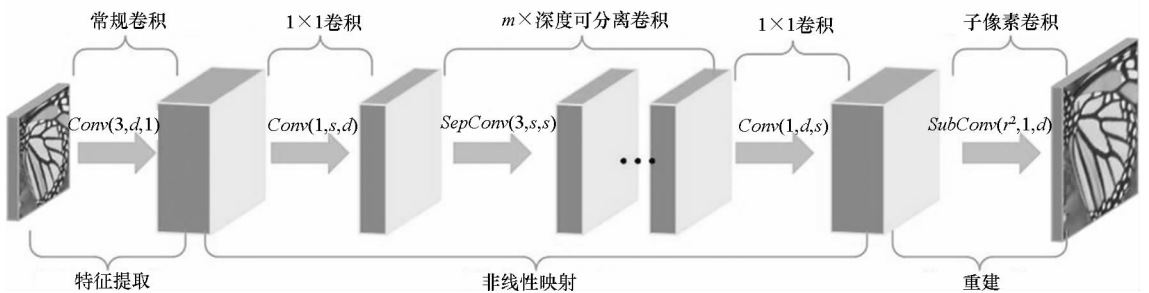 常规卷积
1×1卷积
m×深度可分离卷积
1×1卷积
子像素卷积
Conv(3,d,1)
Conv(1,s,d)
SepConv(3,s,s)
Conv(1,d,s)
SubConv(r²,1,d)
特征提取
非线性映射
重建